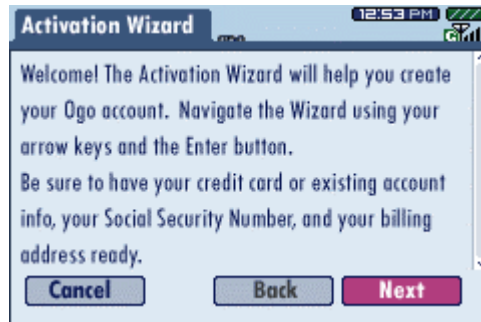 Activation Wizard
12:53 PM
G
Welcome! The Activation Wizard will help you create
your Ogo account. Navigate the Wizard using your
arrow keys and the Enter button.
Be sure to have your credit card or existing account
info, your Social Security Number, and your billing
address ready.
Cancel Back Next